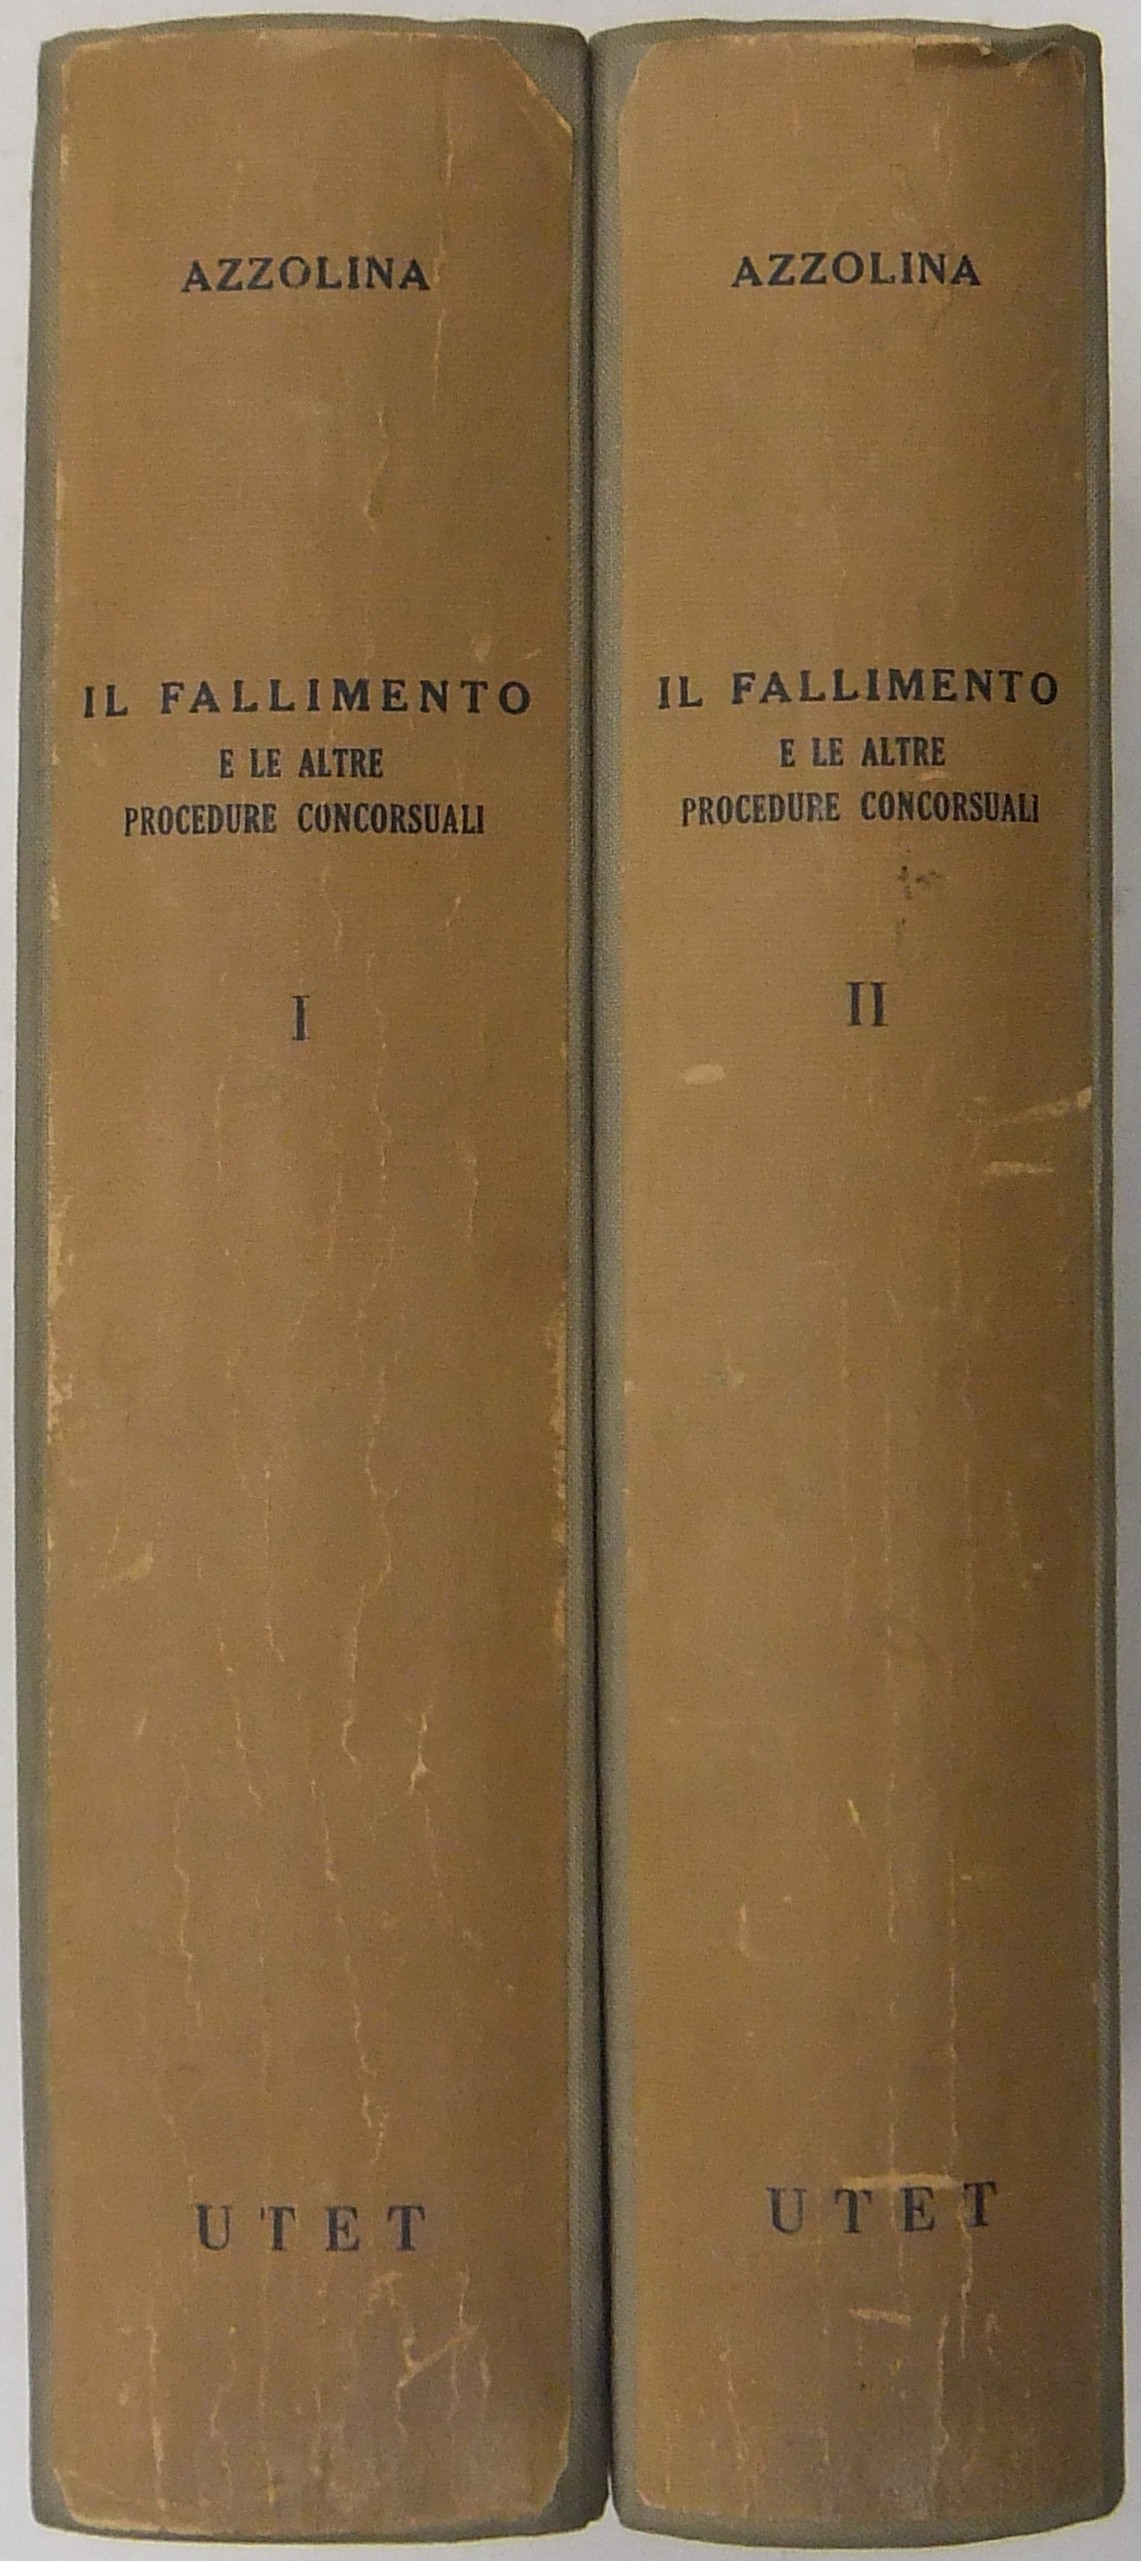 AZZOLINA
IL FALLIMENTO
E LE ALTRE
PROCEDURE CONCORSUALI
I
UTET
AZZOLINA
IL FALLIMENTO
E LE ALTRE
PROCEDURE CONCORSUALI
II
UTET